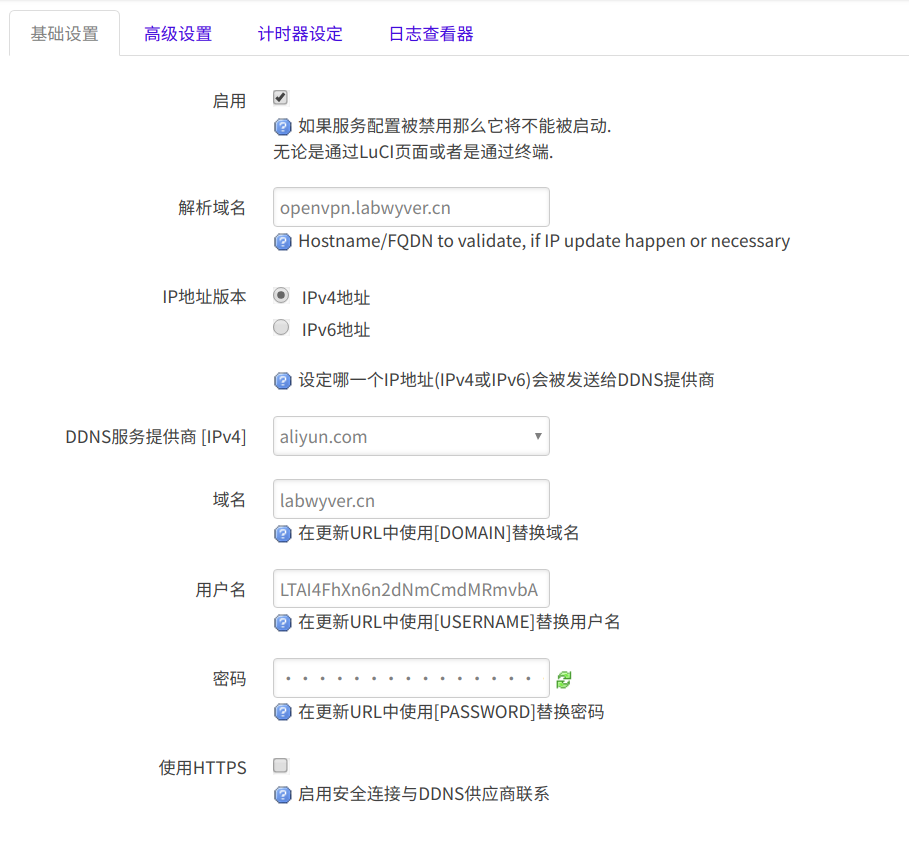 基础设置 高级设置 计时器设定 日志查看器
启用
如果服务配置被禁用那么它将不能被启动.
无论是通过LuCI页面或者是通过终端.
解析域名 openvpn.labwyver.cn
Hostname/FQDN to validate, if IP update happen or necessary
IP地址版本 IPv4地址
IPv6地址
设定哪一个IP地址(IPv4或IPv6)会被发送给DDNS提供商
DDNS服务提供商 [IPv4] aliyun.com
域名 labwyver.cn
在更新URL中使用[DOMAIN]替换域名
用户名 LTAI4FhXn6n2dNmCmdMRmvbA
在更新URL中使用[USERNAME]替换用户名
密码
在更新URL中使用[PASSWORD]替换密码
使用HTTPS
启用安全连接与DDNS供应商联系